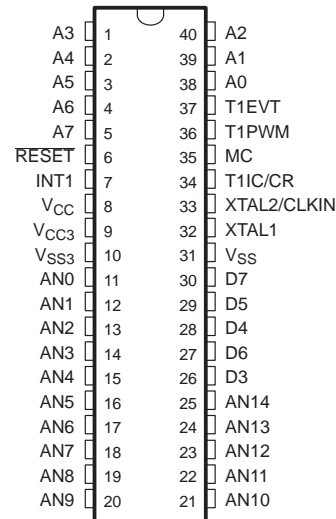 A3 1 40 A2
A4 2 39 A1
A5 3 38 A0
A6 4 37 T1EVT
A7 5 36 T1PWM
RESET 6 35 MC
INT1 7 34 T1IC/CR
VCC 8 33 XTAL2/CLKIN
VCC3 9 32 XTAL1
VSS3 10 31 VSS
AN0 11 30 D7
AN1 12 29 D5
AN2 13 28 D4
AN3 14 27 D6
AN4 15 26 D3
AN5 16 25 AN14
AN6 17 24 AN13
AN7 18 23 AN12
AN8 19 22 AN11
AN9 20 21 AN10